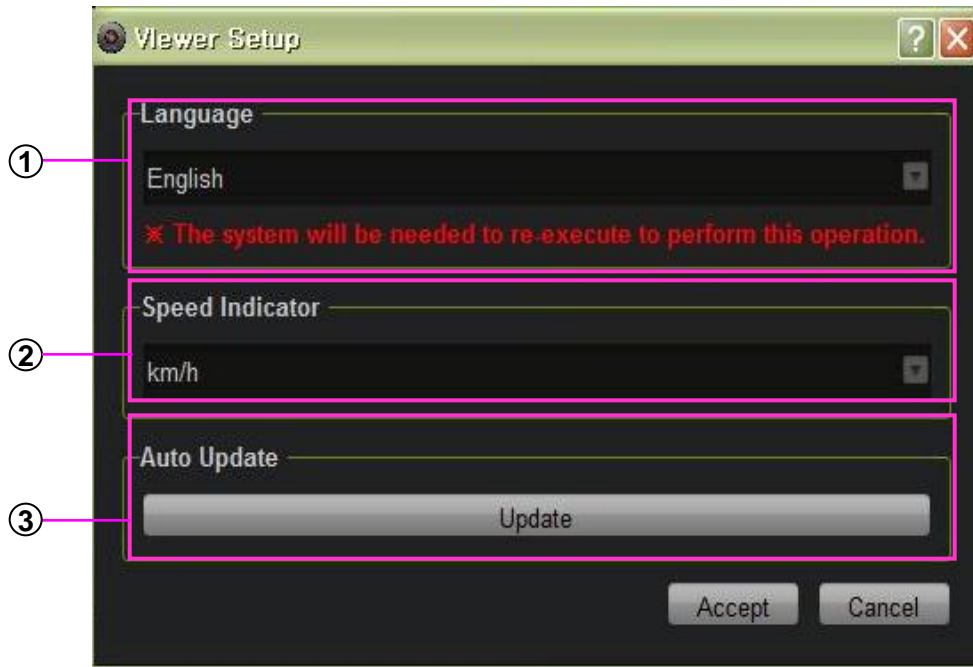 Viewer Setup
?
Language
①
English
※ The system will be needed to re-execute to perform this operation.
Speed Indicator
②
km/h
Auto Update
③
Update
Accept
Cancel